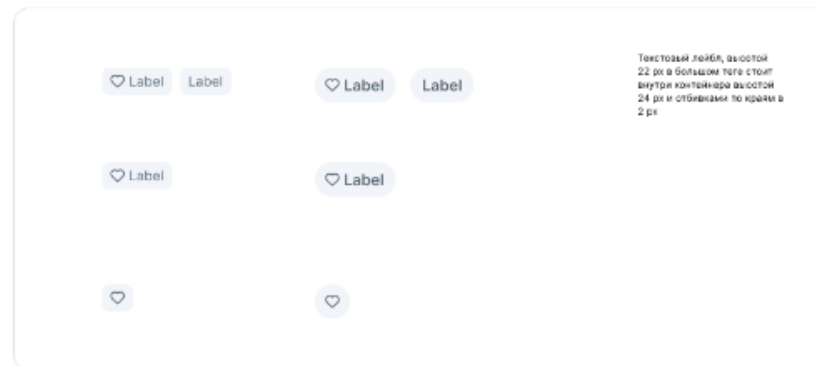 Label
Label
Label
Label
Текстовый лейбл, высотой
22 px в большом теге стоит
внутри контейнера высотой
24 px и отбивками по краям в
2 px
Label
Label